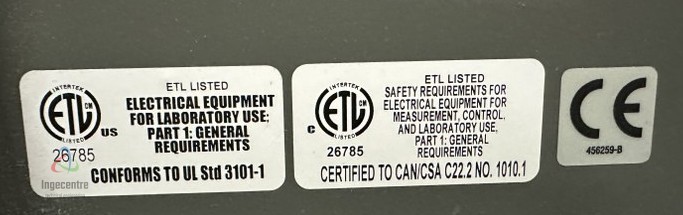 INTERTEK
ETL CM
LISTED
US
26785
ETL LISTED
ELECTRICAL EQUIPMENT
FOR LABORATORY USE:
PART 1: GENERAL
REQUIREMENTS
CONFORMS TO UL Std 3101-1
Ingecentre
INTERTEK
ETL CM
LISTED
C
26785
ETL LISTED
SAFETY REQUIREMENTS FOR
ELECTRICAL EQUIPMENT FOR
MEASUREMENT, CONTROL,
AND LABORATORY USE,
PART 1: GENERAL
REQUIREMENTS
CERTIFIED TO CAN/CSA C22.2 NO. 1010.1
CE
456259-B